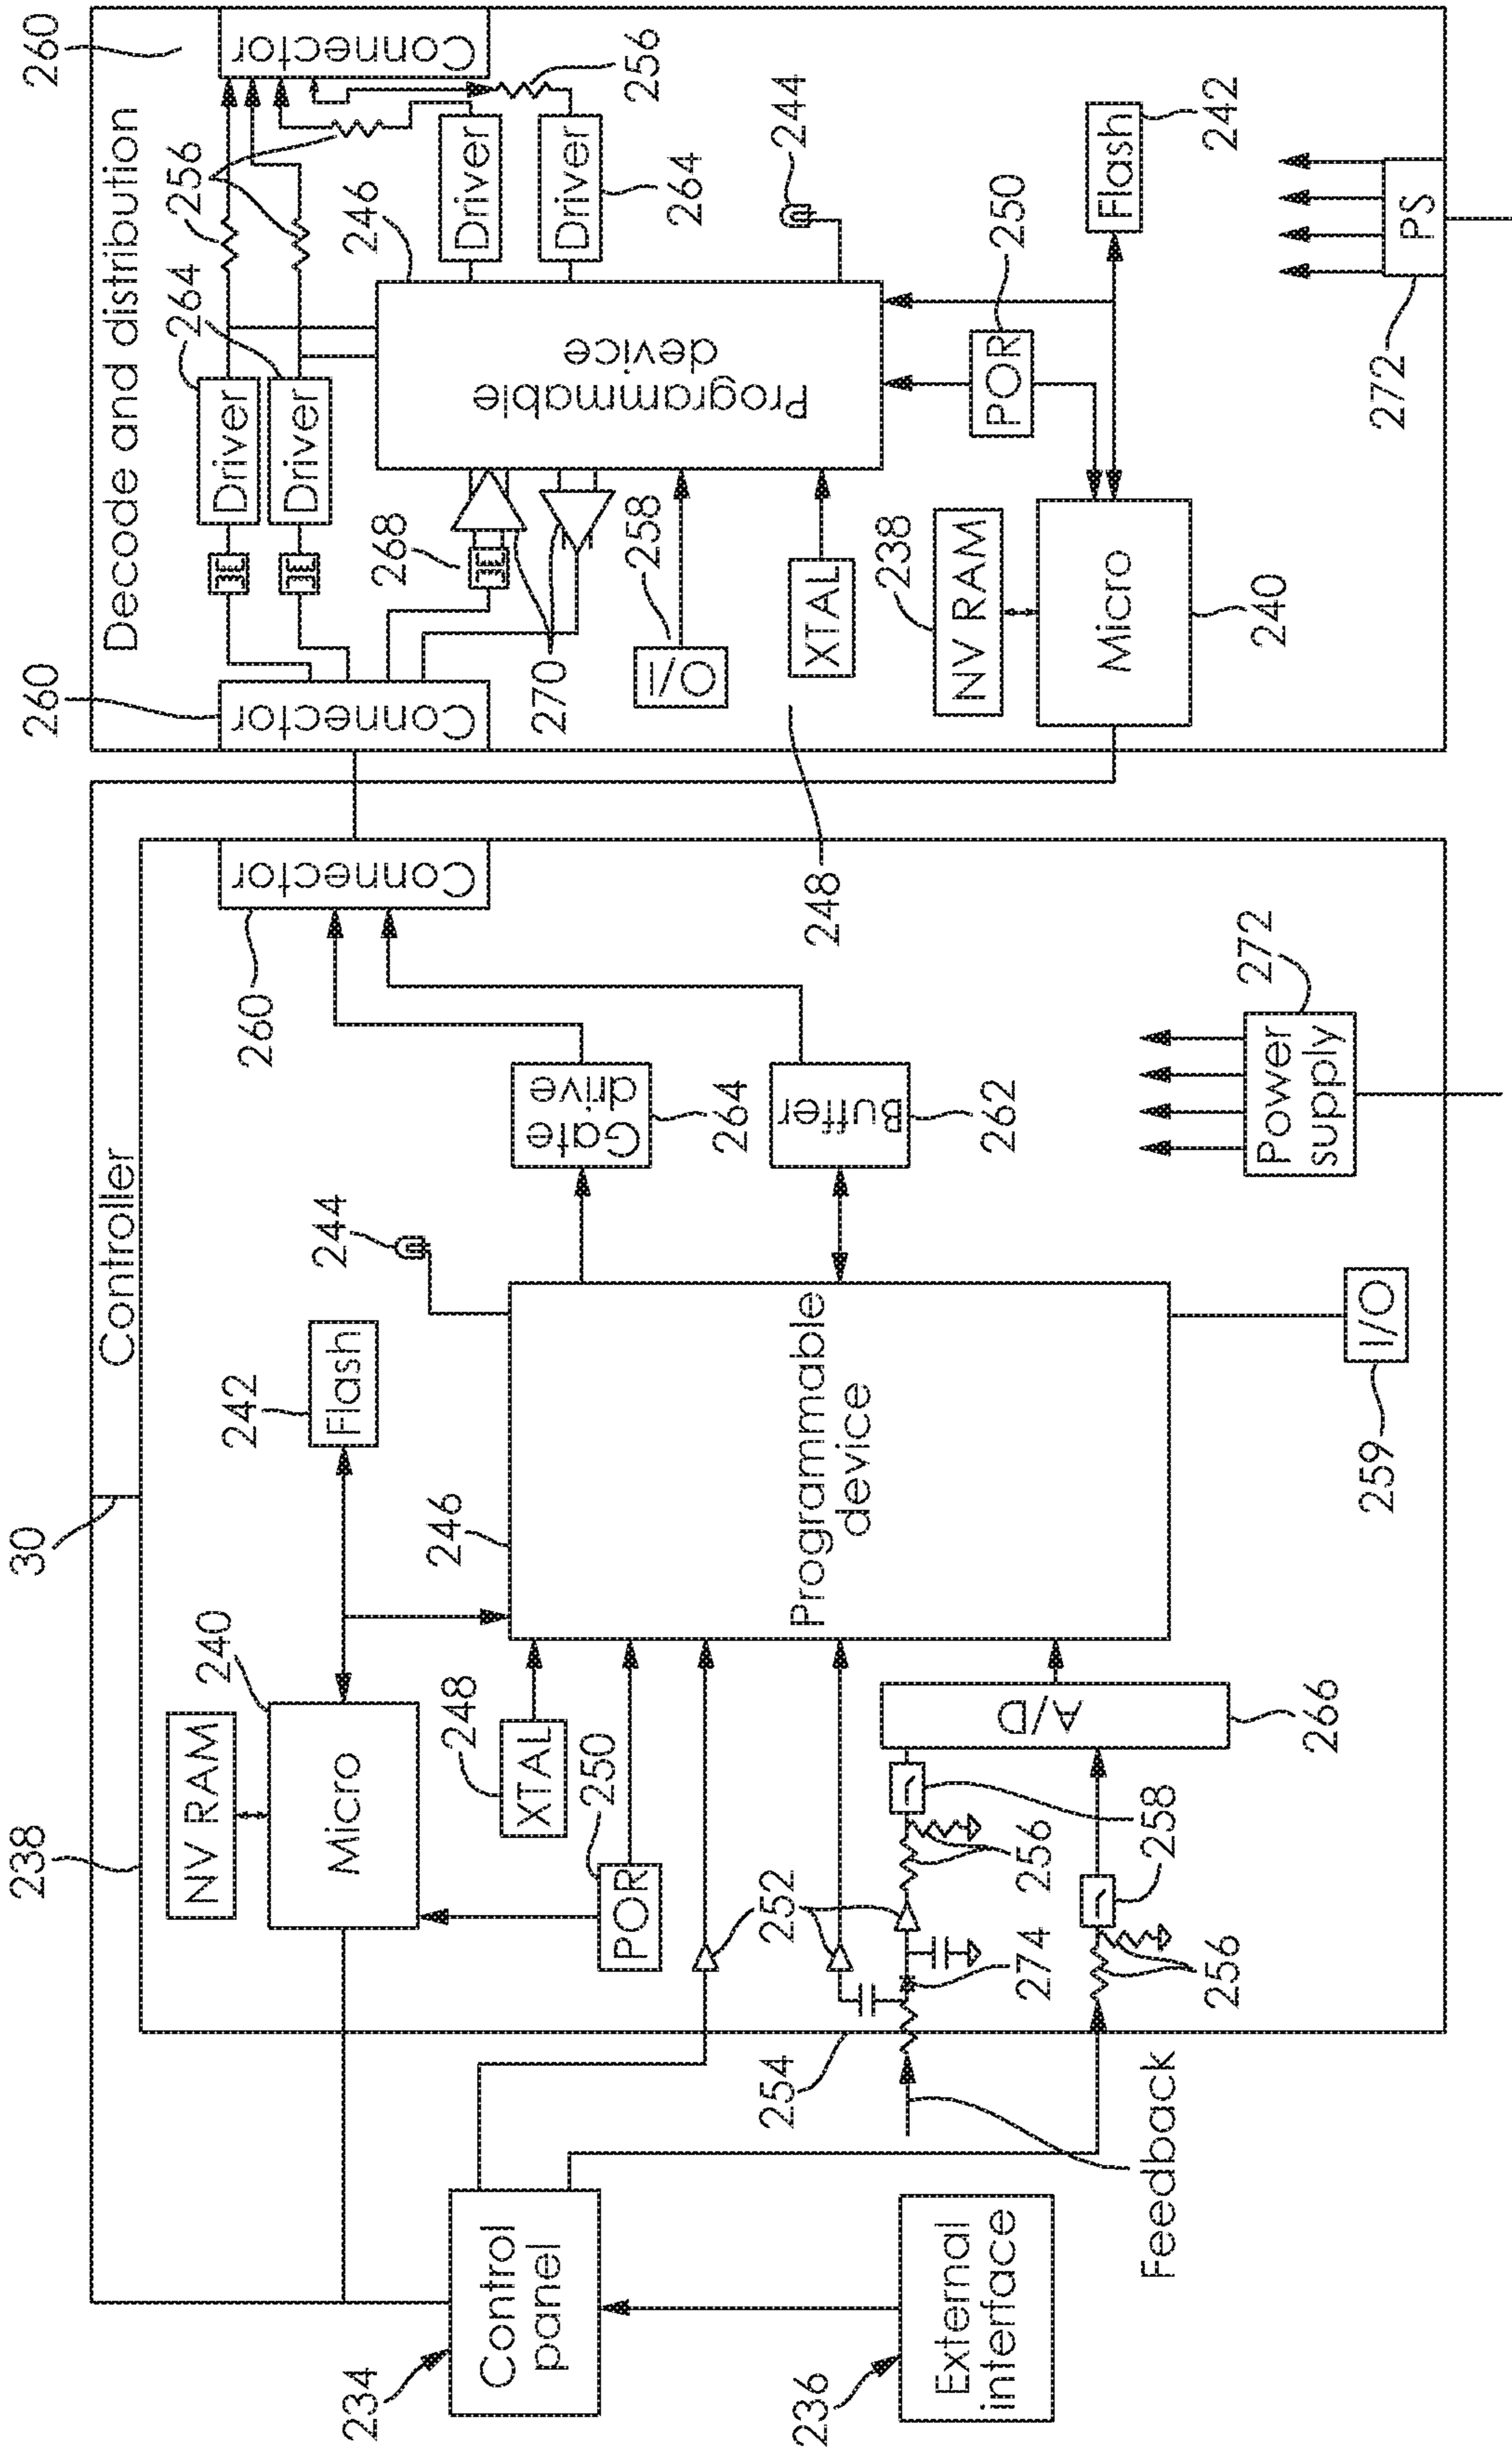 Controller
30
238
NV RAM
240
Micro
242
Flash
244
246
Programmable
device
248
XTAL
250
POR
252
254
274
256
256
258
266
A/D
259
I/O
Gate
drive
264
Buffer
262
260
Connector
Power
supply
272
234
Control
panel
236
External
interface
Feedback
Decode and distribution
260
Connector
260
Connector
264
Driver
Driver
256
256
246
Driver
Driver
264
244
Programmable
device
268
270
258
I/O
XTAL
248
238
NV RAM
Micro
240
250
POR
Flash
242
PS
272